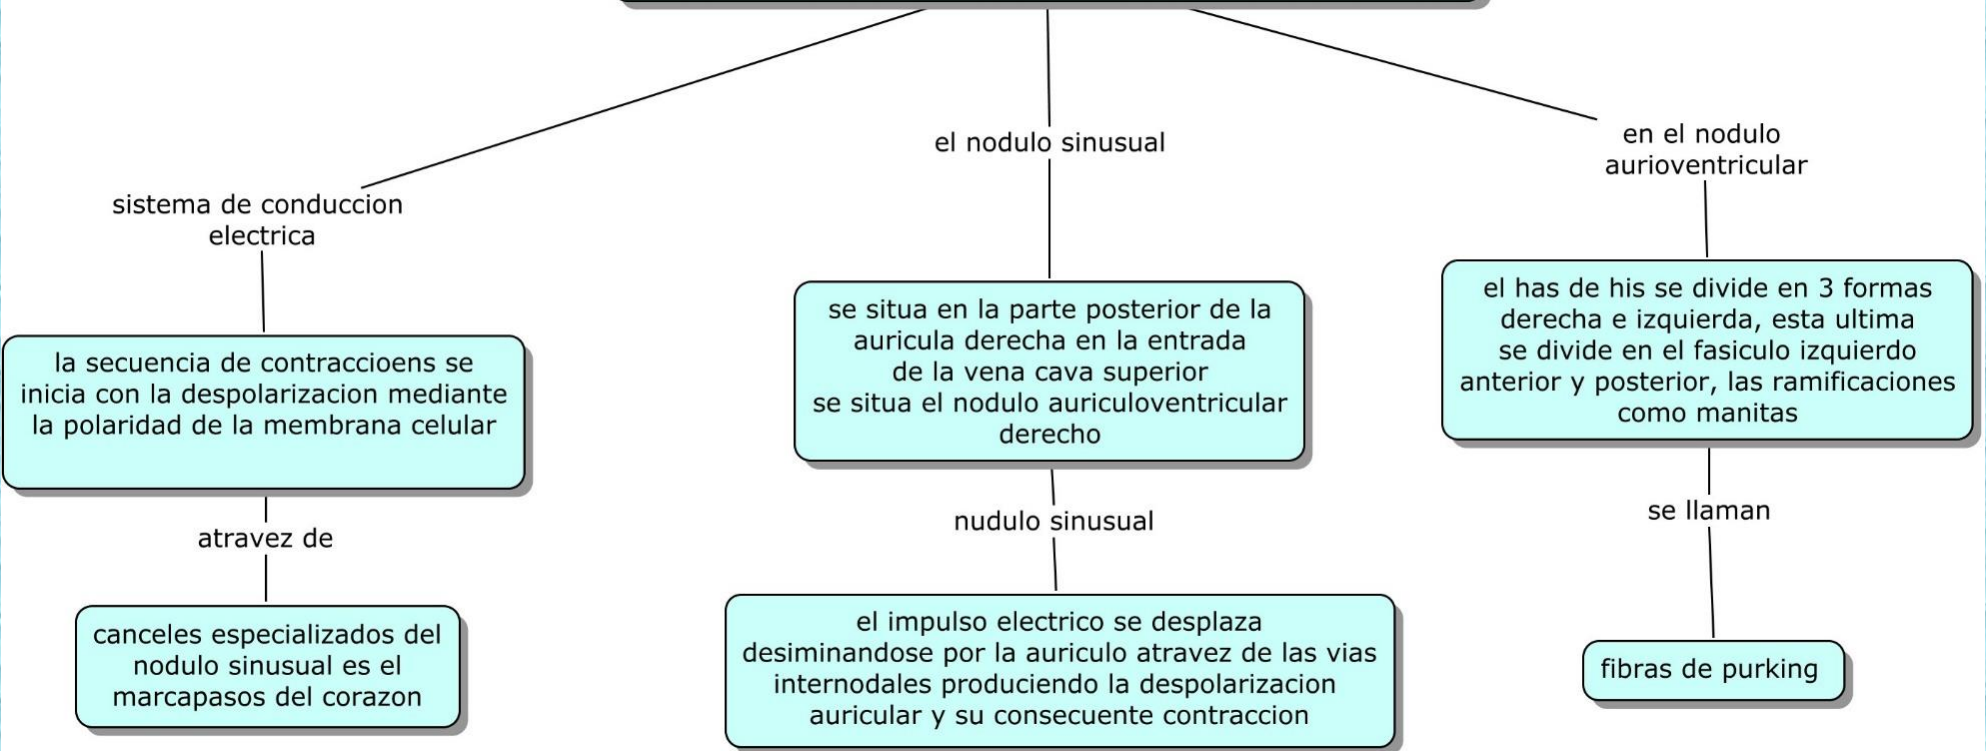 sistema de conduccion
electrica
la secuencia de contraccioens se
inicia con la despolarizacion mediante
la polaridad de la membrana celular
atravez de
canceles especializados del
nodulo sinusual es el
marcapasos del corazon
el nodulo sinusual
se situa en la parte posterior de la
auricula derecha en la entrada
de la vena cava superior
se situa el nodulo auriculoventricular
derecho
nudulo sinusual
el impulso electrico se desplaza
desiminandose por la auriculo atravez de las vias
internodales produciendo la despolarizacion
auricular y su consecuente contraccion
en el nodulo
aurioventricular
el has de his se divide en 3 formas
derecha e izquierda, esta ultima
se divide en el fasiculo izquierdo
anterior y posterior, las ramificaciones
como manitas
se llaman
fibras de purking